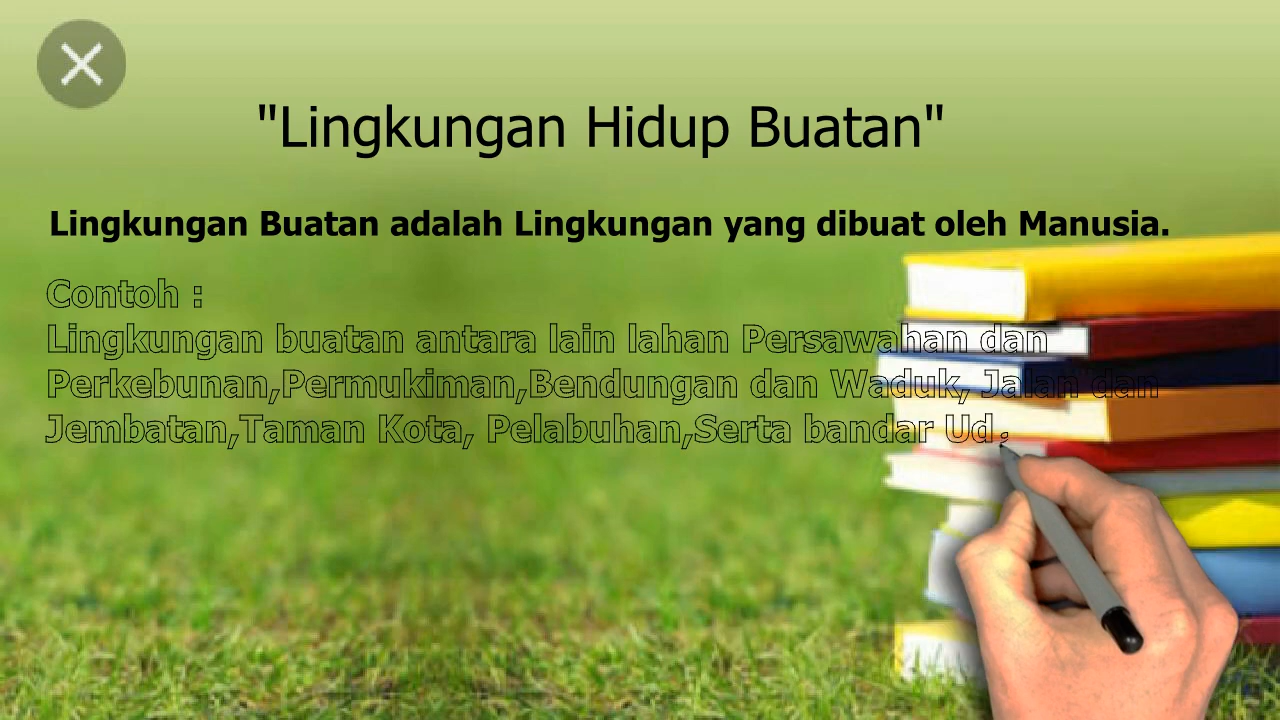 "Lingkungan Hidup Buatan"
Lingkungan Buatan adalah Lingkungan yang dibuat oleh Manusia.
Contoh :
Lingkungan buatan antara lain lahan Persawahan dan
Perkebunan,Permukiman,Bendungan dan Waduk, Jalan dan
Jembatan,Taman Kota, Pelabuhan,Serta bandar Ud